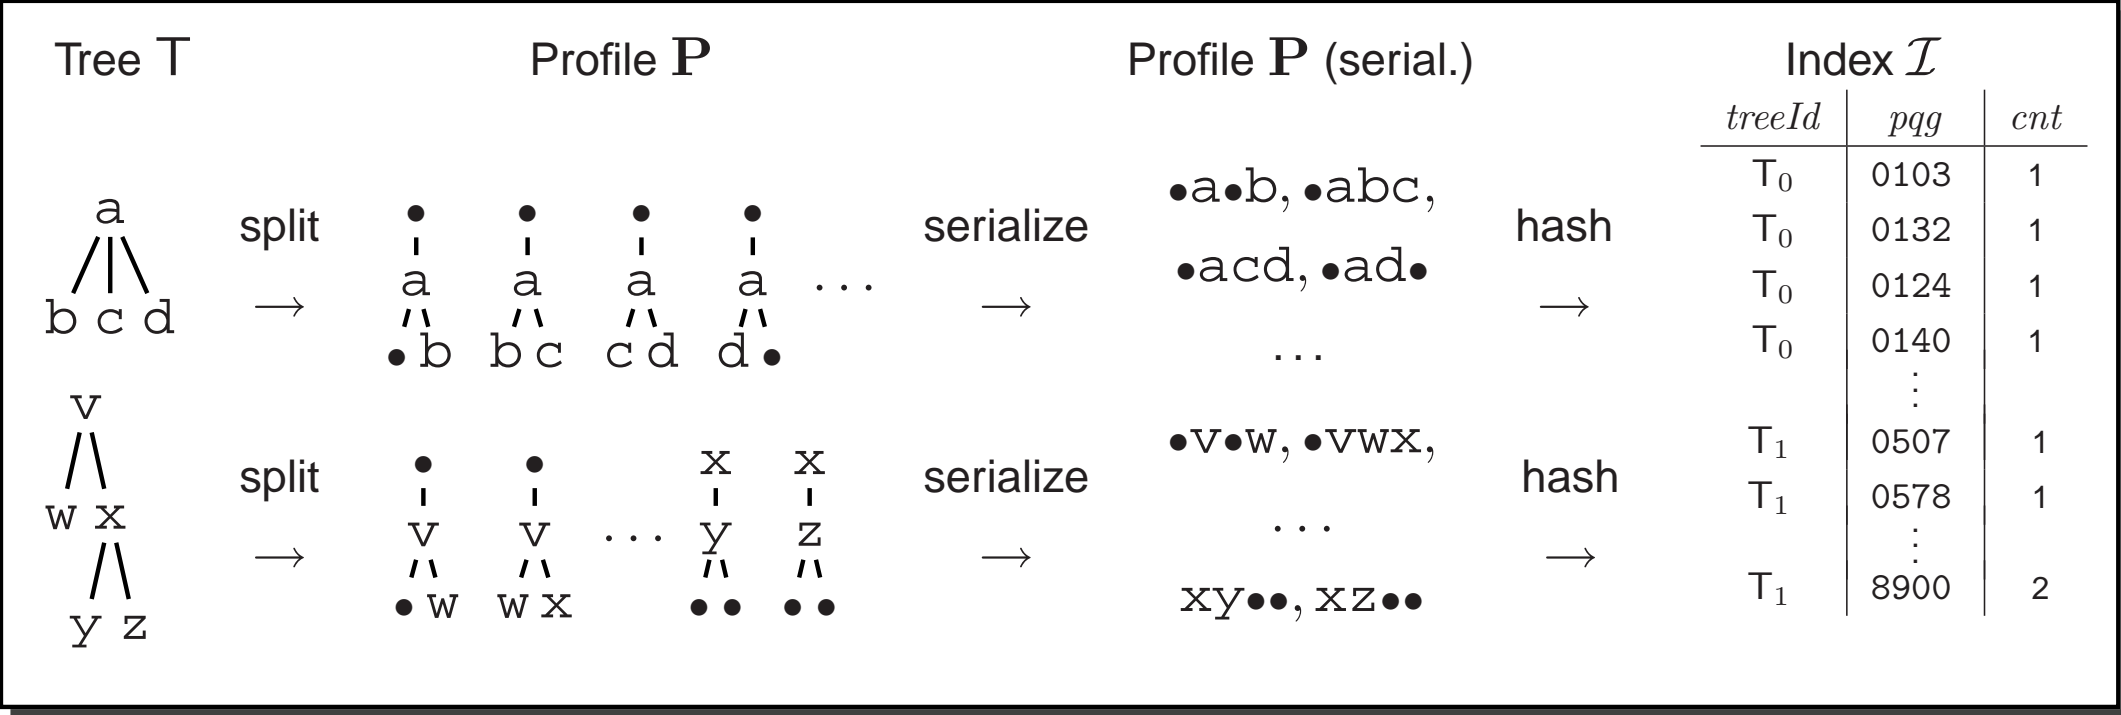 Tree T Profile P Profile P (serial.) Index ℐ
treeId pqg cnt
a
b c d
split
→
• • • • 
a a a a ...
• b b c c d d •
serialize
→
•a•b, •abc,
•acd, •ad•
...
hash
→
T₀ 0103 1
T₀ 0132 1
T₀ 0124 1
T₀ 0140 1
⋮
v
w x
y z
split
→
• • x x
v v ... y z
• w w x • • • •
serialize
→
•v•w, •vwx,
...
xy••, xz••
hash
→
T₁ 0507 1
T₁ 0578 1
⋮
T₁ 8900 2